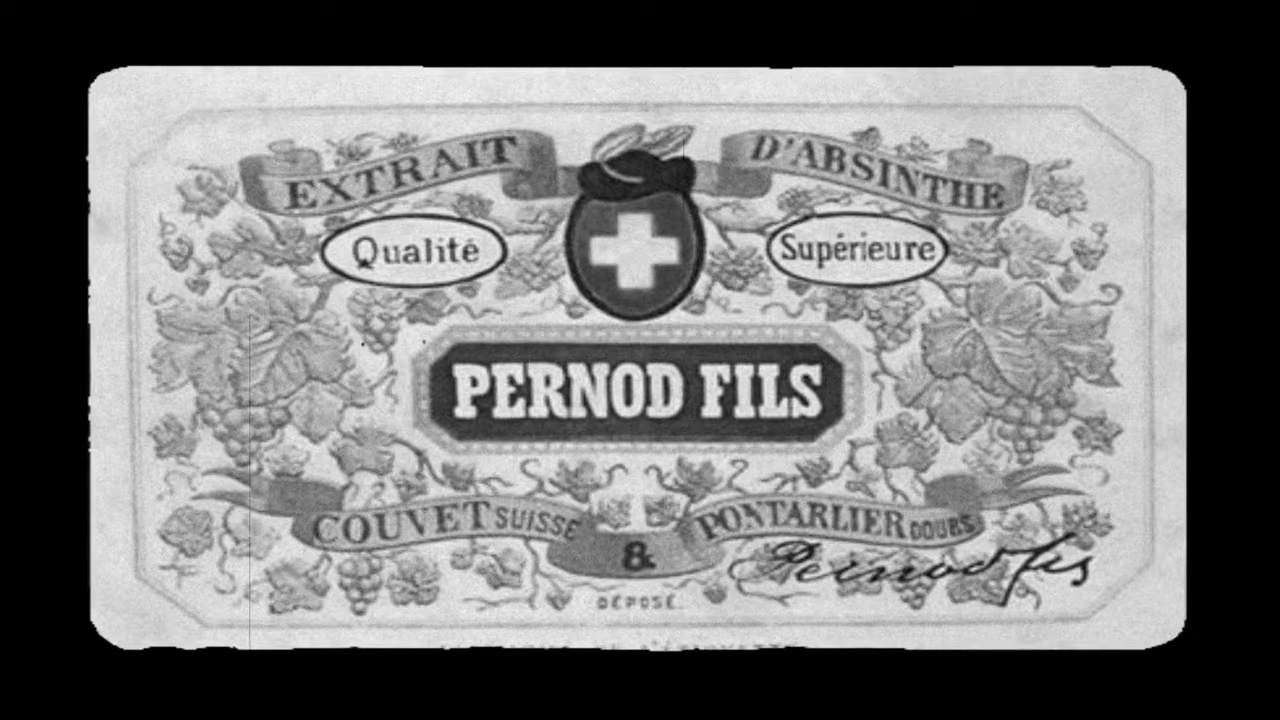 EXTRAIT D'ABSINTHE
Qualité Supérieure
PERNOD FILS
COUVET SUISSE & PONTARLIER DOUBS
Pernod fils
DÉPOSÉ